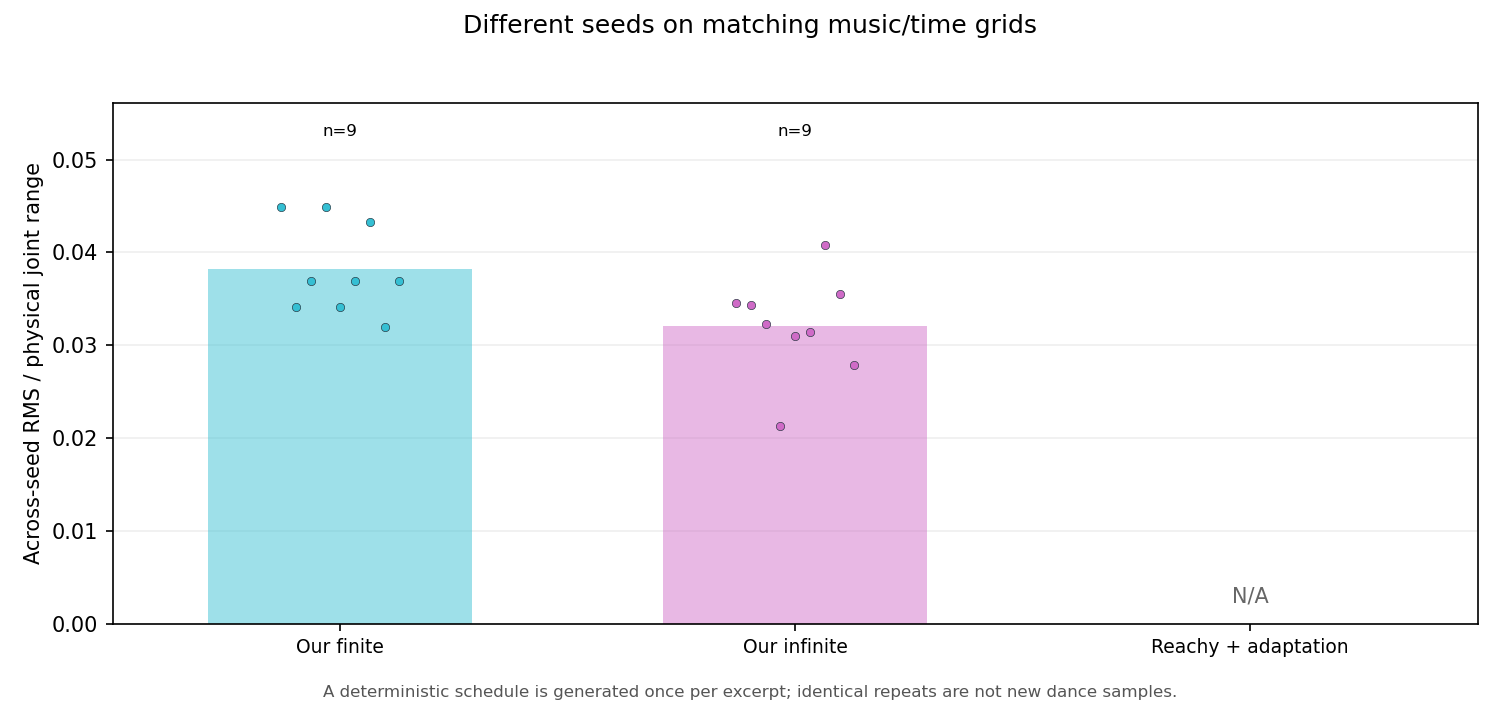 Different seeds on matching music/time grids
n=9
n=9
Across-seed RMS / physical joint range
0.05
0.04
0.03
0.02
0.01
0.00
N/A
Our finite
Our infinite
Reachy + adaptation
A deterministic schedule is generated once per excerpt; identical repeats are not new dance samples.